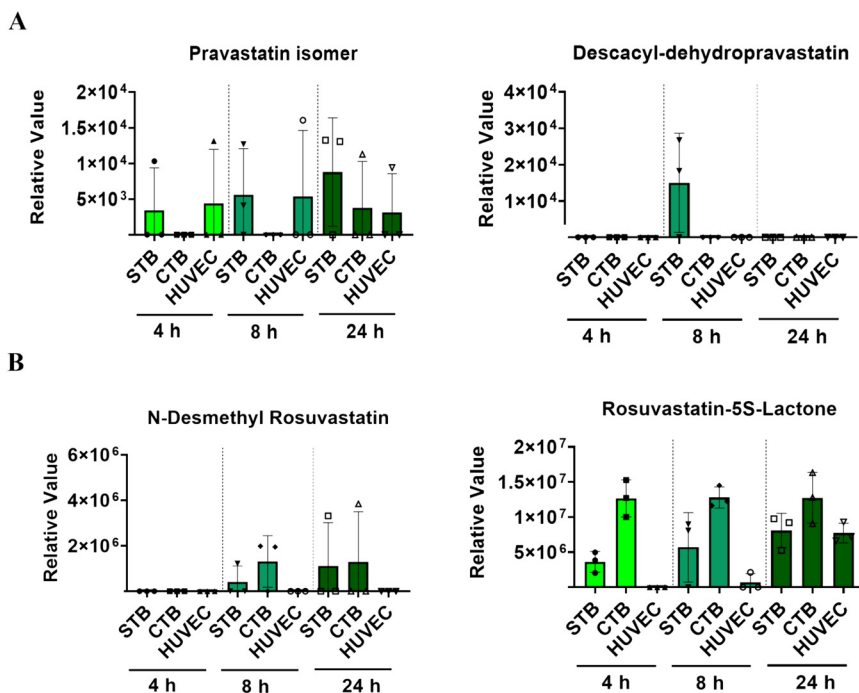 A
Pravastatin isomer
Relative Value
2×10⁴
1.5×10⁴
1×10⁴
5×10³
STB
CTB
HUVEC
STB
CTB
HUVEC
STB
CTB
HUVEC
4 h
8 h
24 h
Descacyl-dehydropravastatin
Relative Value
4×10⁴
3×10⁴
2×10⁴
1×10⁴
STB
CTB
HUVEC
STB
CTB
HUVEC
STB
CTB
HUVEC
4 h
8 h
24 h
B
N-Desmethyl Rosuvastatin
Relative Value
6×10⁶
4×10⁶
2×10⁶
STB
CTB
HUVEC
STB
CTB
HUVEC
STB
CTB
HUVEC
4 h
8 h
24 h
Rosuvastatin-5S-Lactone
Relative Value
2×10⁷
1.5×10⁷
1×10⁷
5×10⁶
STB
CTB
HUVEC
STB
CTB
HUVEC
STB
CTB
HUVEC
4 h
8 h
24 h